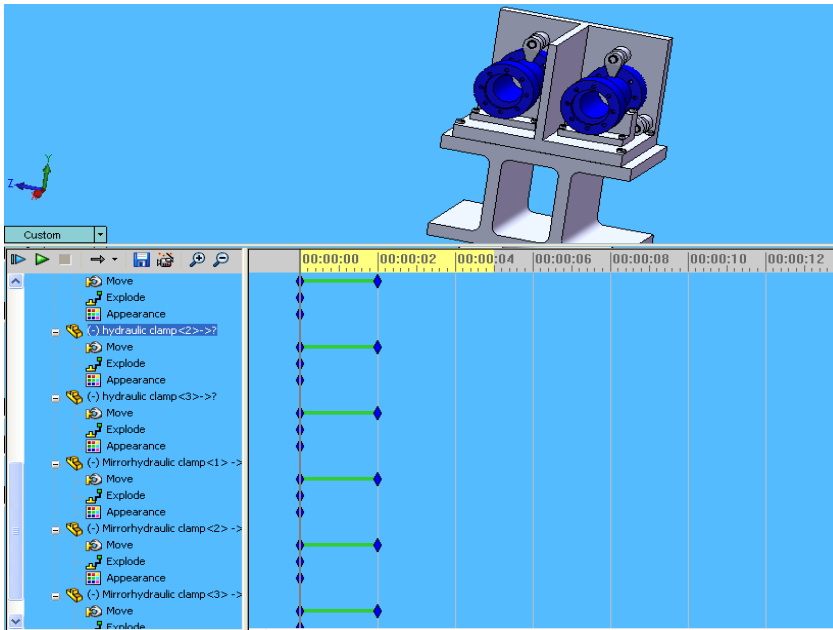 Y
Z
Custom
00:00:00 00:00:02 00:00:04 00:00:06 00:00:08 00:00:10 00:00:12
Move
Explode
Appearance
(-) hydraulic clamp<2>->?
Move
Explode
Appearance
(-) hydraulic clamp<3>->?
Move
Explode
Appearance
(-) Mirrorhydraulic clamp<1> ->
Move
Explode
Appearance
(-) Mirrorhydraulic clamp<2> ->
Move
Explode
Appearance
(-) Mirrorhydraulic clamp<3> ->
Move
Explode